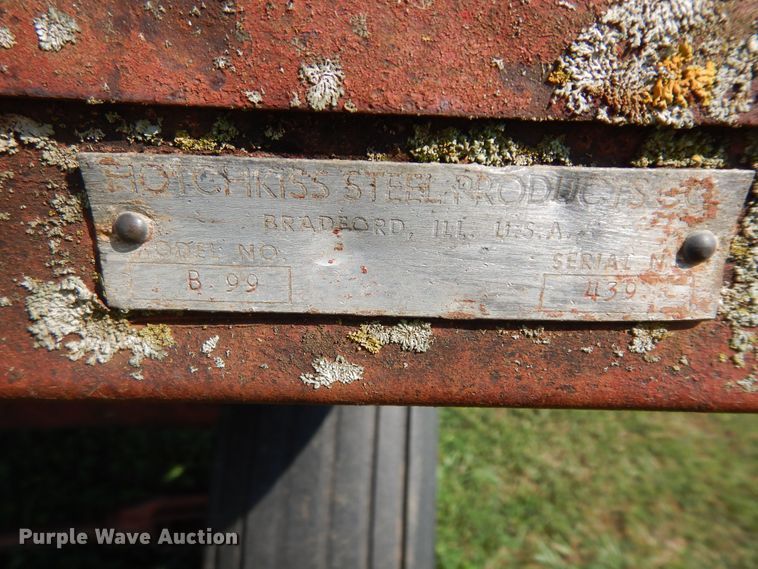 HOTCHKISS STEEL PRODUCTS CO
BRADFORD, ILL. U.S.A.
MODEL NO. SERIAL NO
B 99 439
Purple Wave Auction